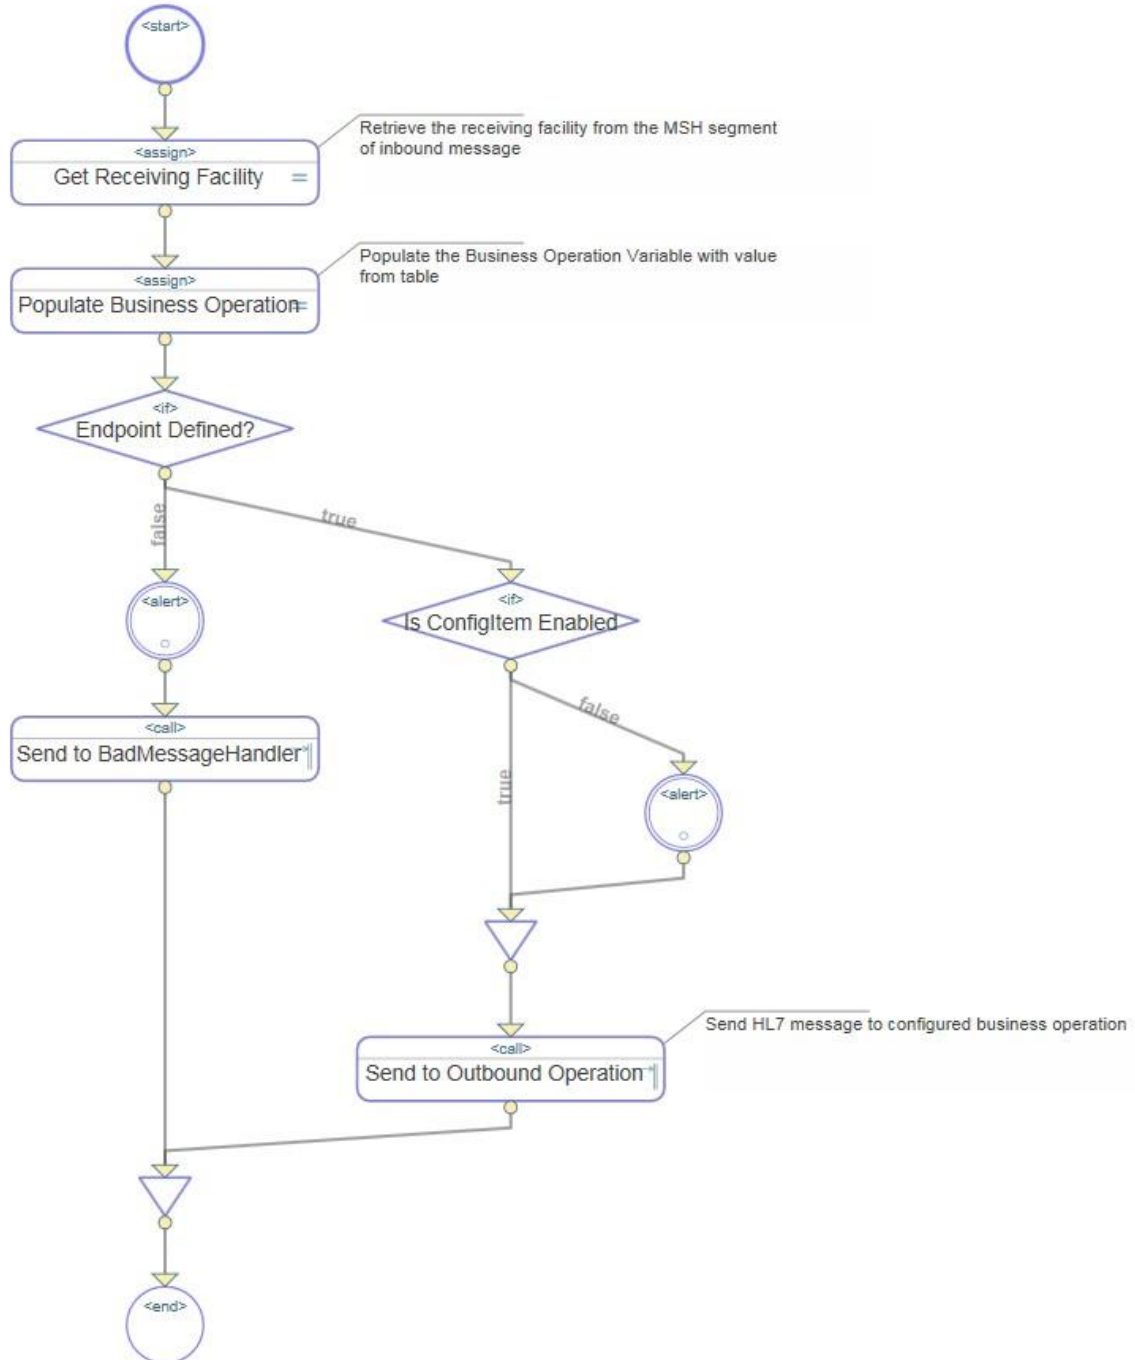 <start>
<assign>
Get Receiving Facility
Retrieve the receiving facility from the MSH segment
of inbound message
<assign>
Populate Business Operation
Populate the Business Operation Variable with value
from table
<if>
Endpoint Defined?
false
true
<alert>
<if>
Is ConfigItem Enabled
<call>
Send to BadMessageHandler
false
true
<alert>
<call>
Send to Outbound Operation
Send HL7 message to configured business operation
<end>